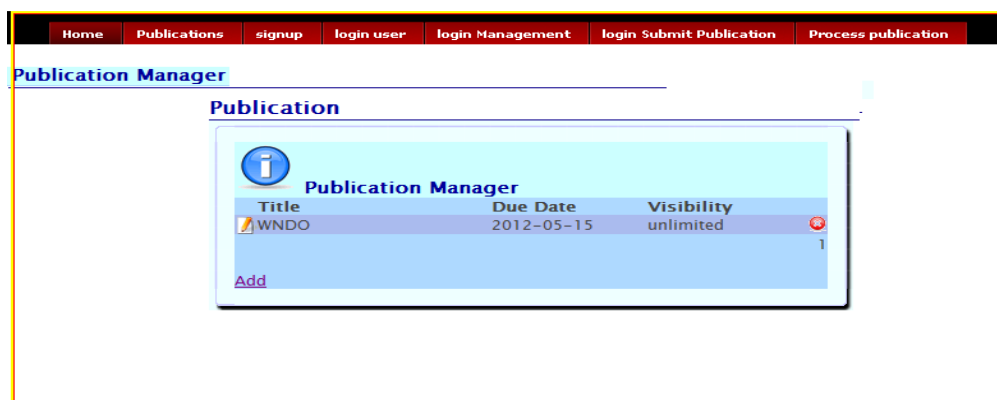 Home Publications signup login user login Management login Submit Publication Process publication
Publication Manager
Publication
Publication Manager
Title Due Date Visibility
WNDO 2012-05-15 unlimited
1
Add